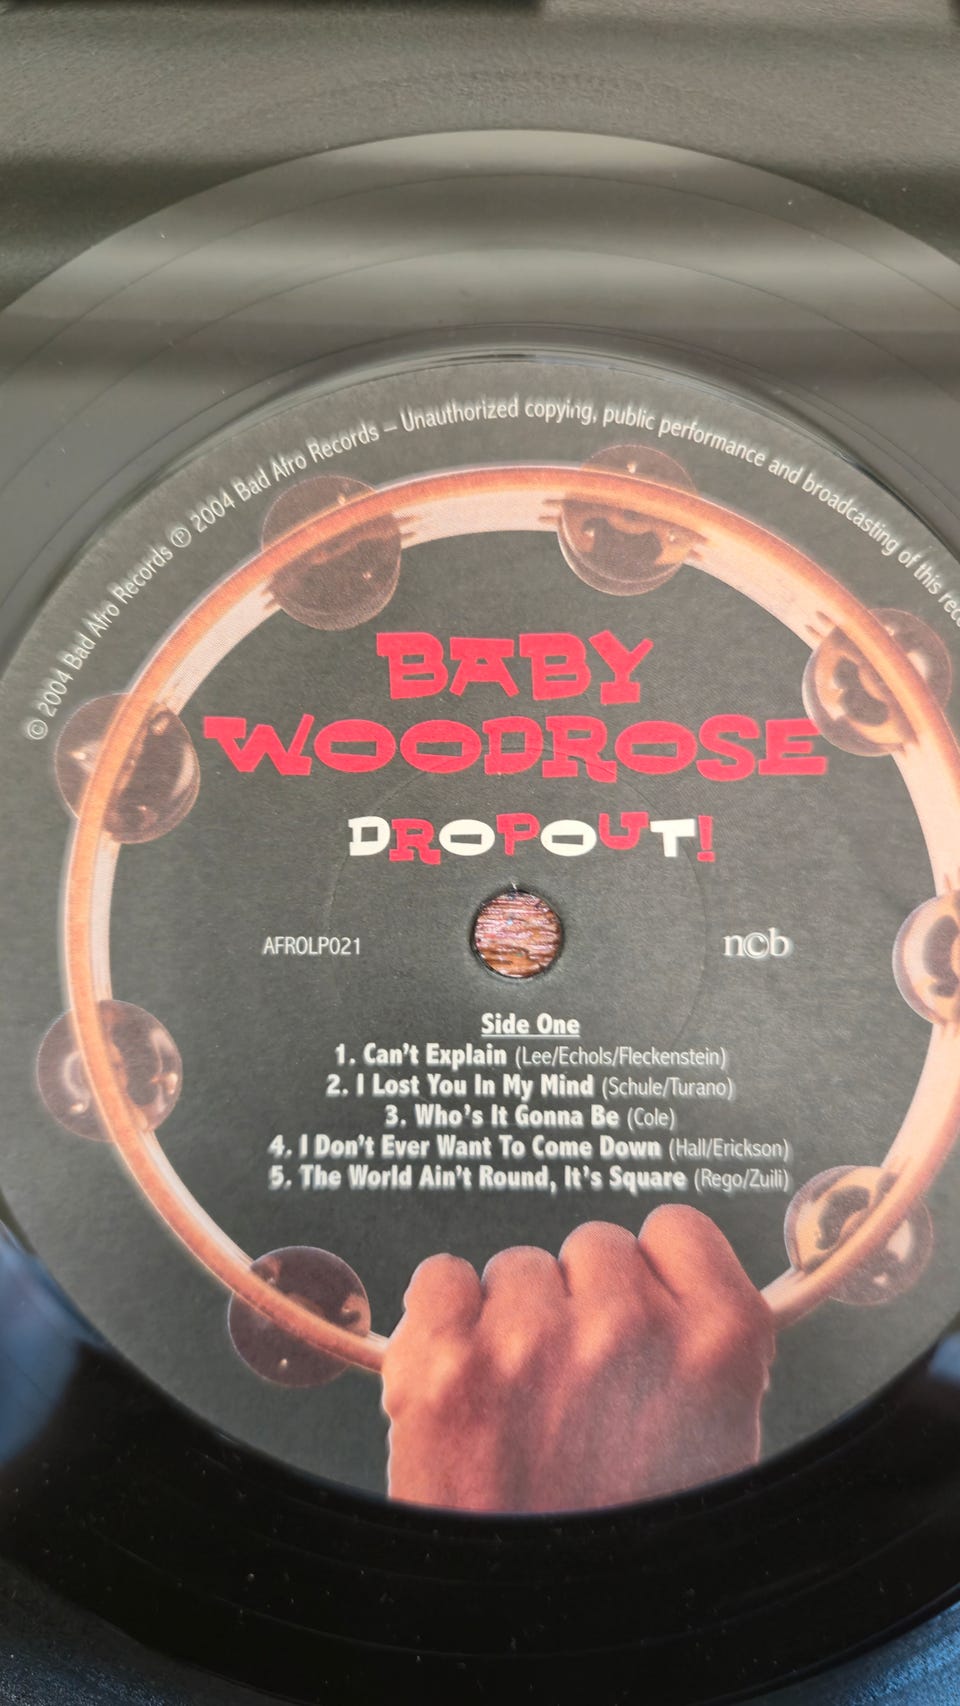 © 2004 Bad Afro Records ℗ 2004 Bad Afro Records – Unauthorized copying, public performance and broadcasting of this
BABY
WOODROSE
DROPOUT!
AFROLP021
n©b
Side One
1. Can't Explain (Lee/Echols/Fleckenstein)
2. I Lost You In My Mind (Schule/Turano)
3. Who's It Gonna Be (Cole)
4. I Don't Ever Want To Come Down (Hall/Erickson)
5. The World Ain't Round, It's Square (Rego/Zuili)